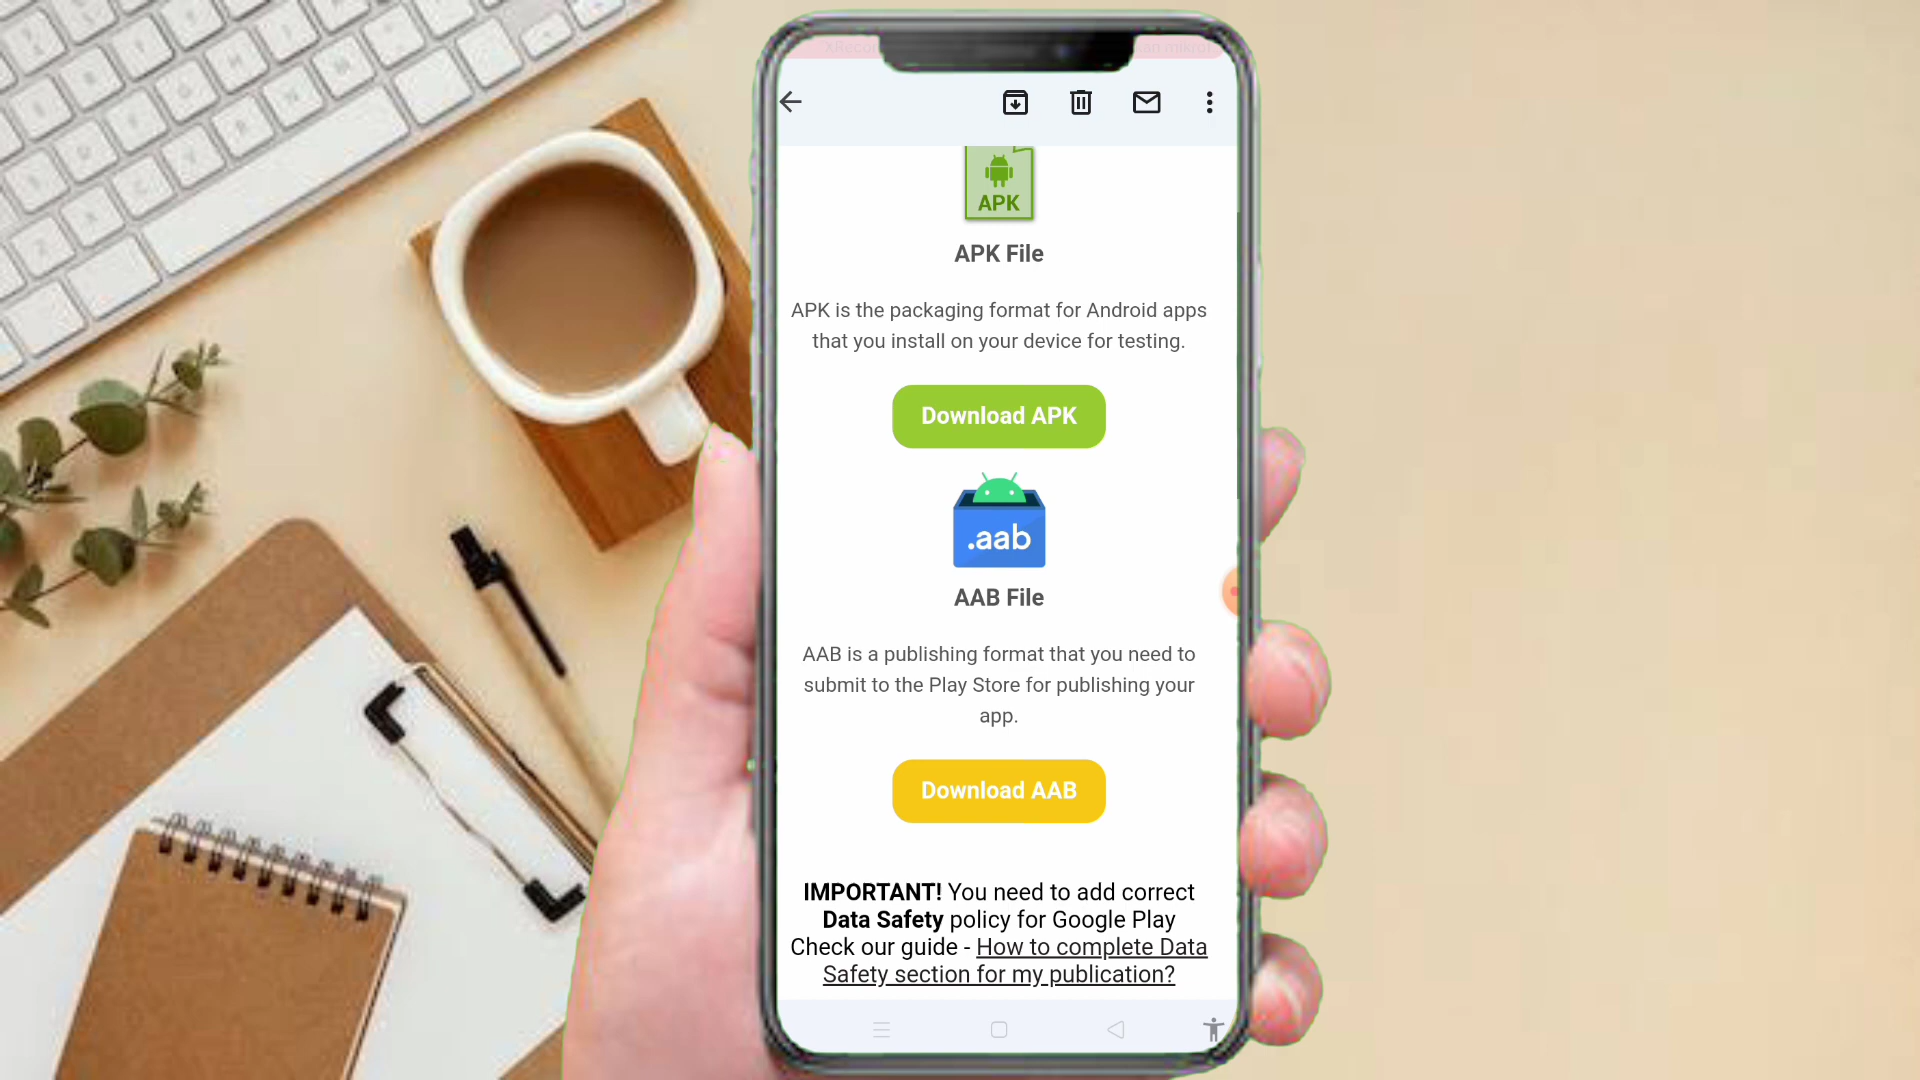 APK
APK File
APK is the packaging format for Android apps
that you install on your device for testing.
Download APK
.aab
AAB File
AAB is a publishing format that you need to
submit to the Play Store for publishing your
app.
Download AAB
IMPORTANT! You need to add correct
Data Safety policy for Google Play
Check our guide - How to complete Data
Safety section for my publication?